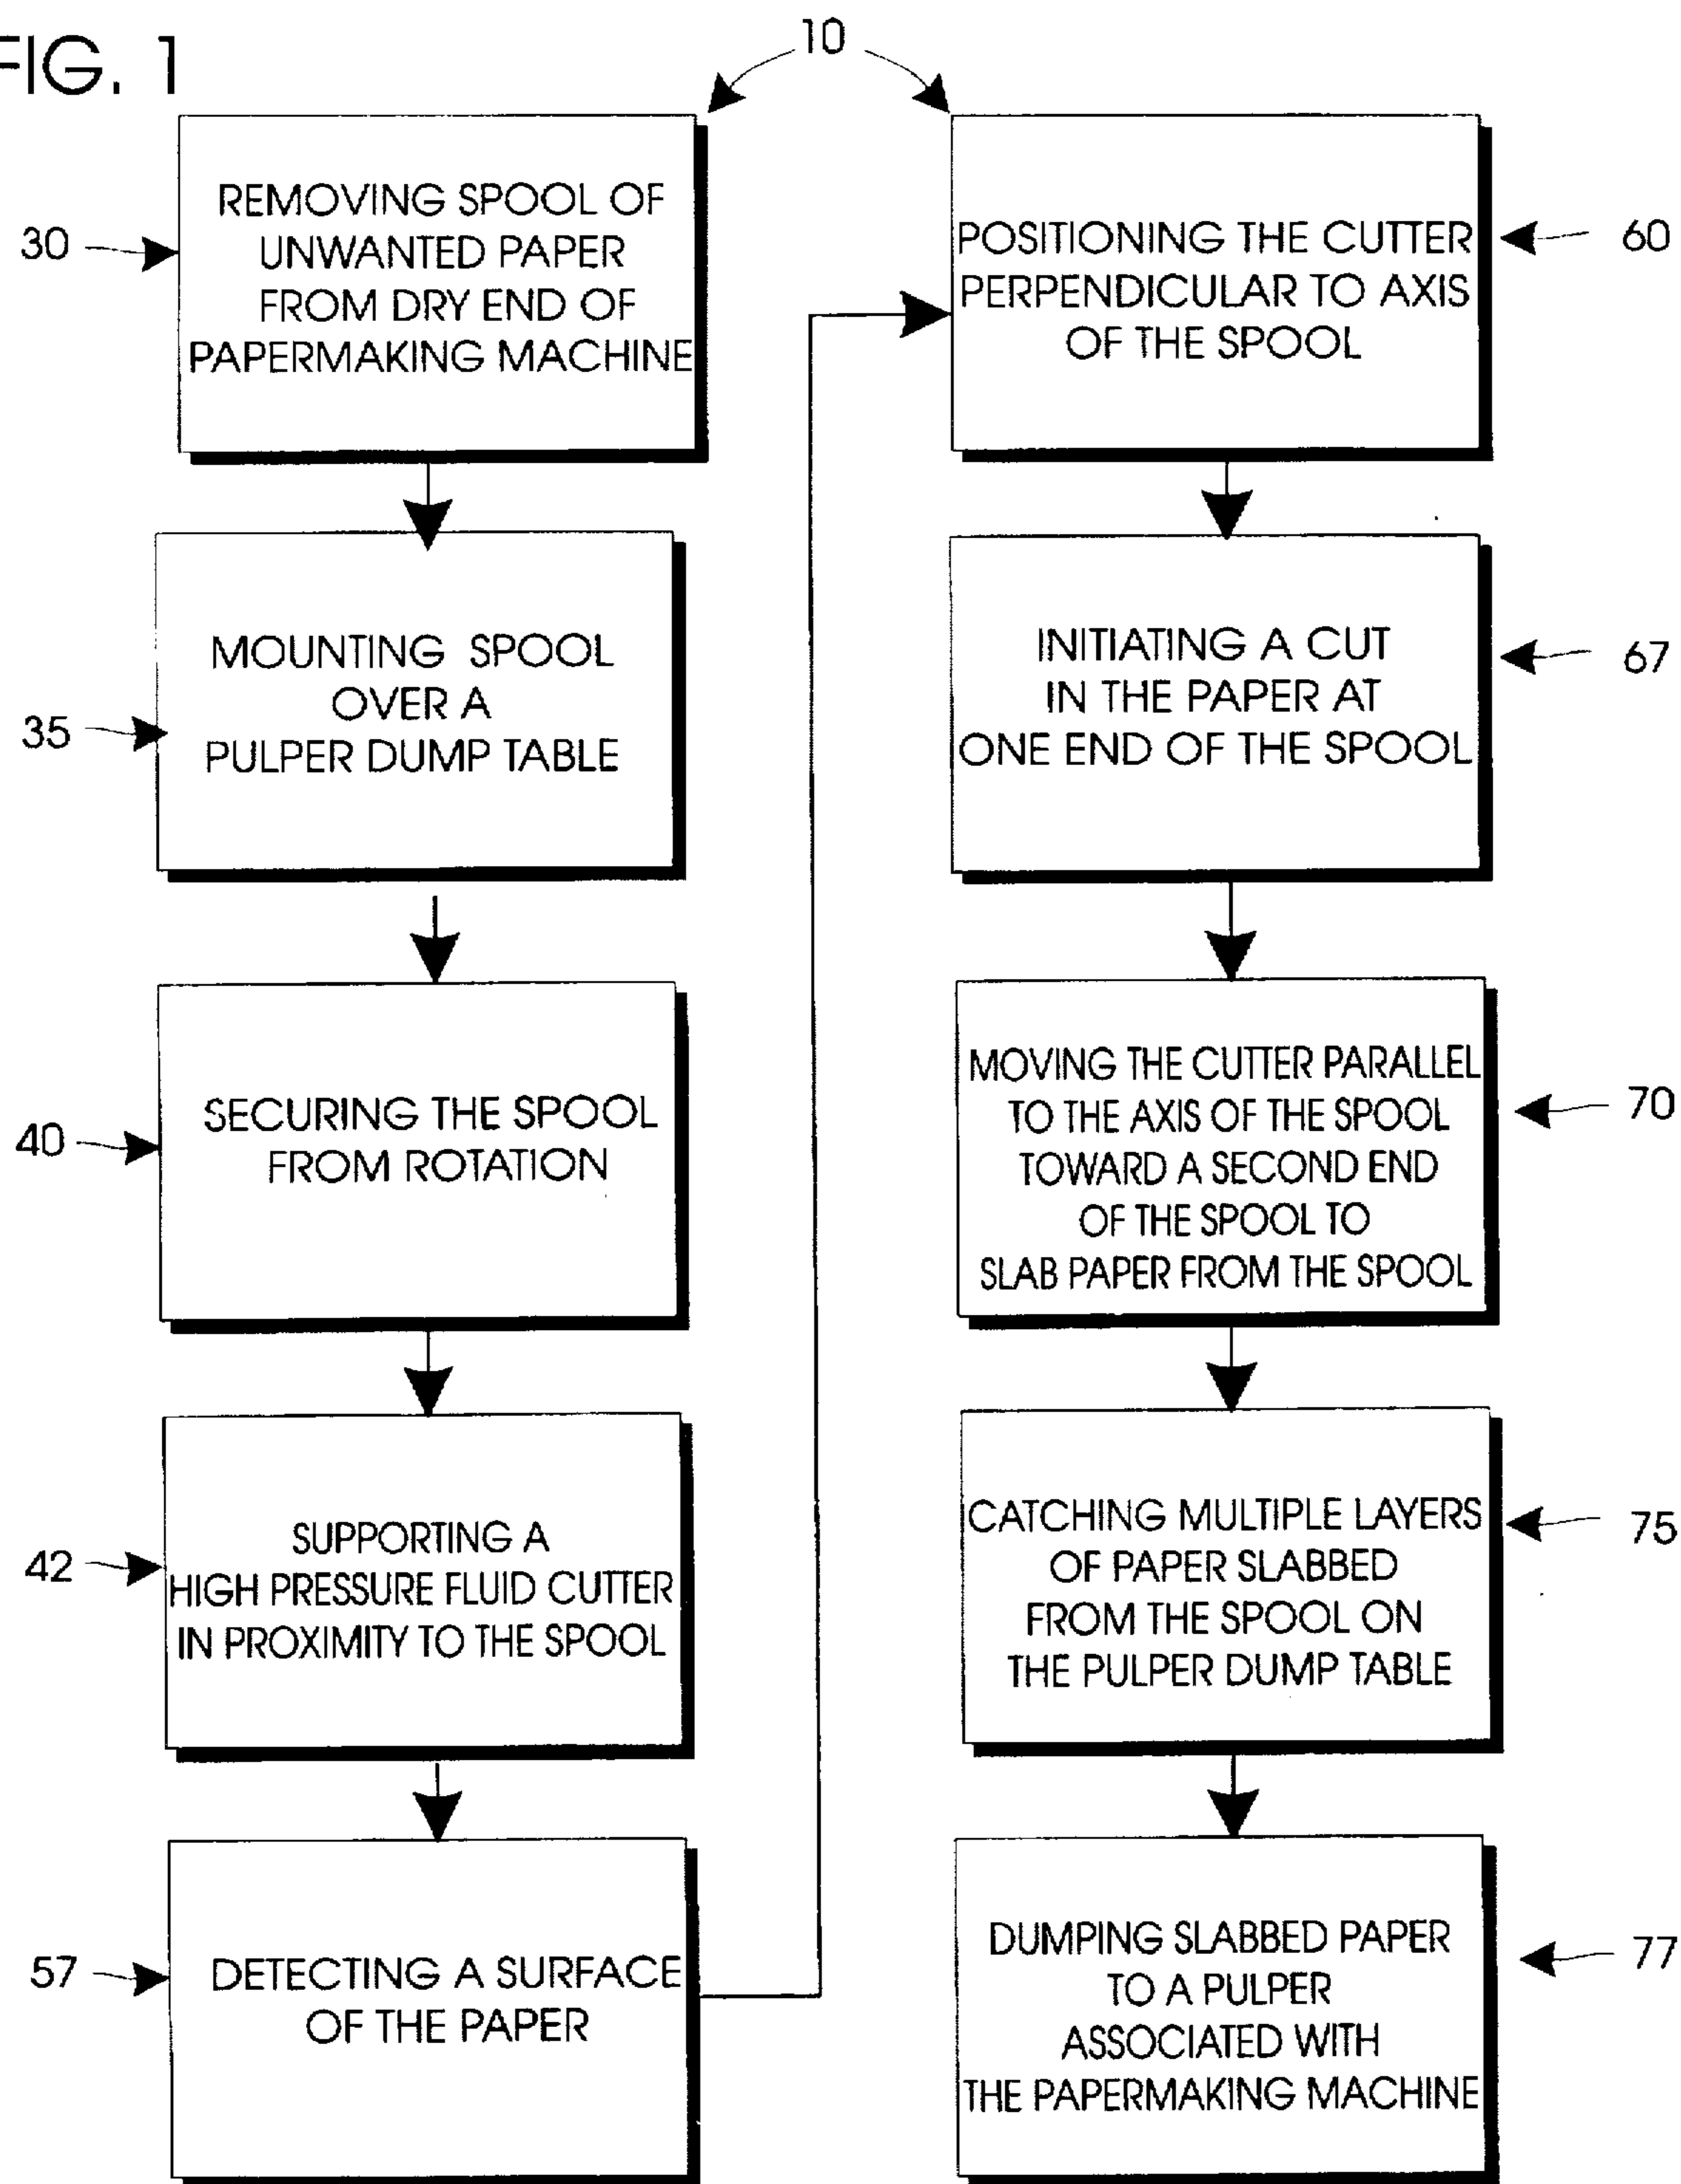 FIG. 1
10
30
REMOVING SPOOL OF
UNWANTED PAPER
FROM DRY END OF
PAPERMAKING MACHINE
35
MOUNTING SPOOL
OVER A
PULPER DUMP TABLE
40
SECURING THE SPOOL
FROM ROTATION
42
SUPPORTING A
HIGH PRESSURE FLUID CUTTER
IN PROXIMITY TO THE SPOOL
57
DETECTING A SURFACE
OF THE PAPER
POSITIONING THE CUTTER
PERPENDICULAR TO AXIS
OF THE SPOOL
60
INITIATING A CUT
IN THE PAPER AT
ONE END OF THE SPOOL
67
MOVING THE CUTTER PARALLEL
TO THE AXIS OF THE SPOOL
TOWARD A SECOND END
OF THE SPOOL TO
SLAB PAPER FROM THE SPOOL
70
CATCHING MULTIPLE LAYERS
OF PAPER SLABBED
FROM THE SPOOL ON
THE PULPER DUMP TABLE
75
DUMPING SLABBED PAPER
TO A PULPER
ASSOCIATED WITH
THE PAPERMAKING MACHINE
77